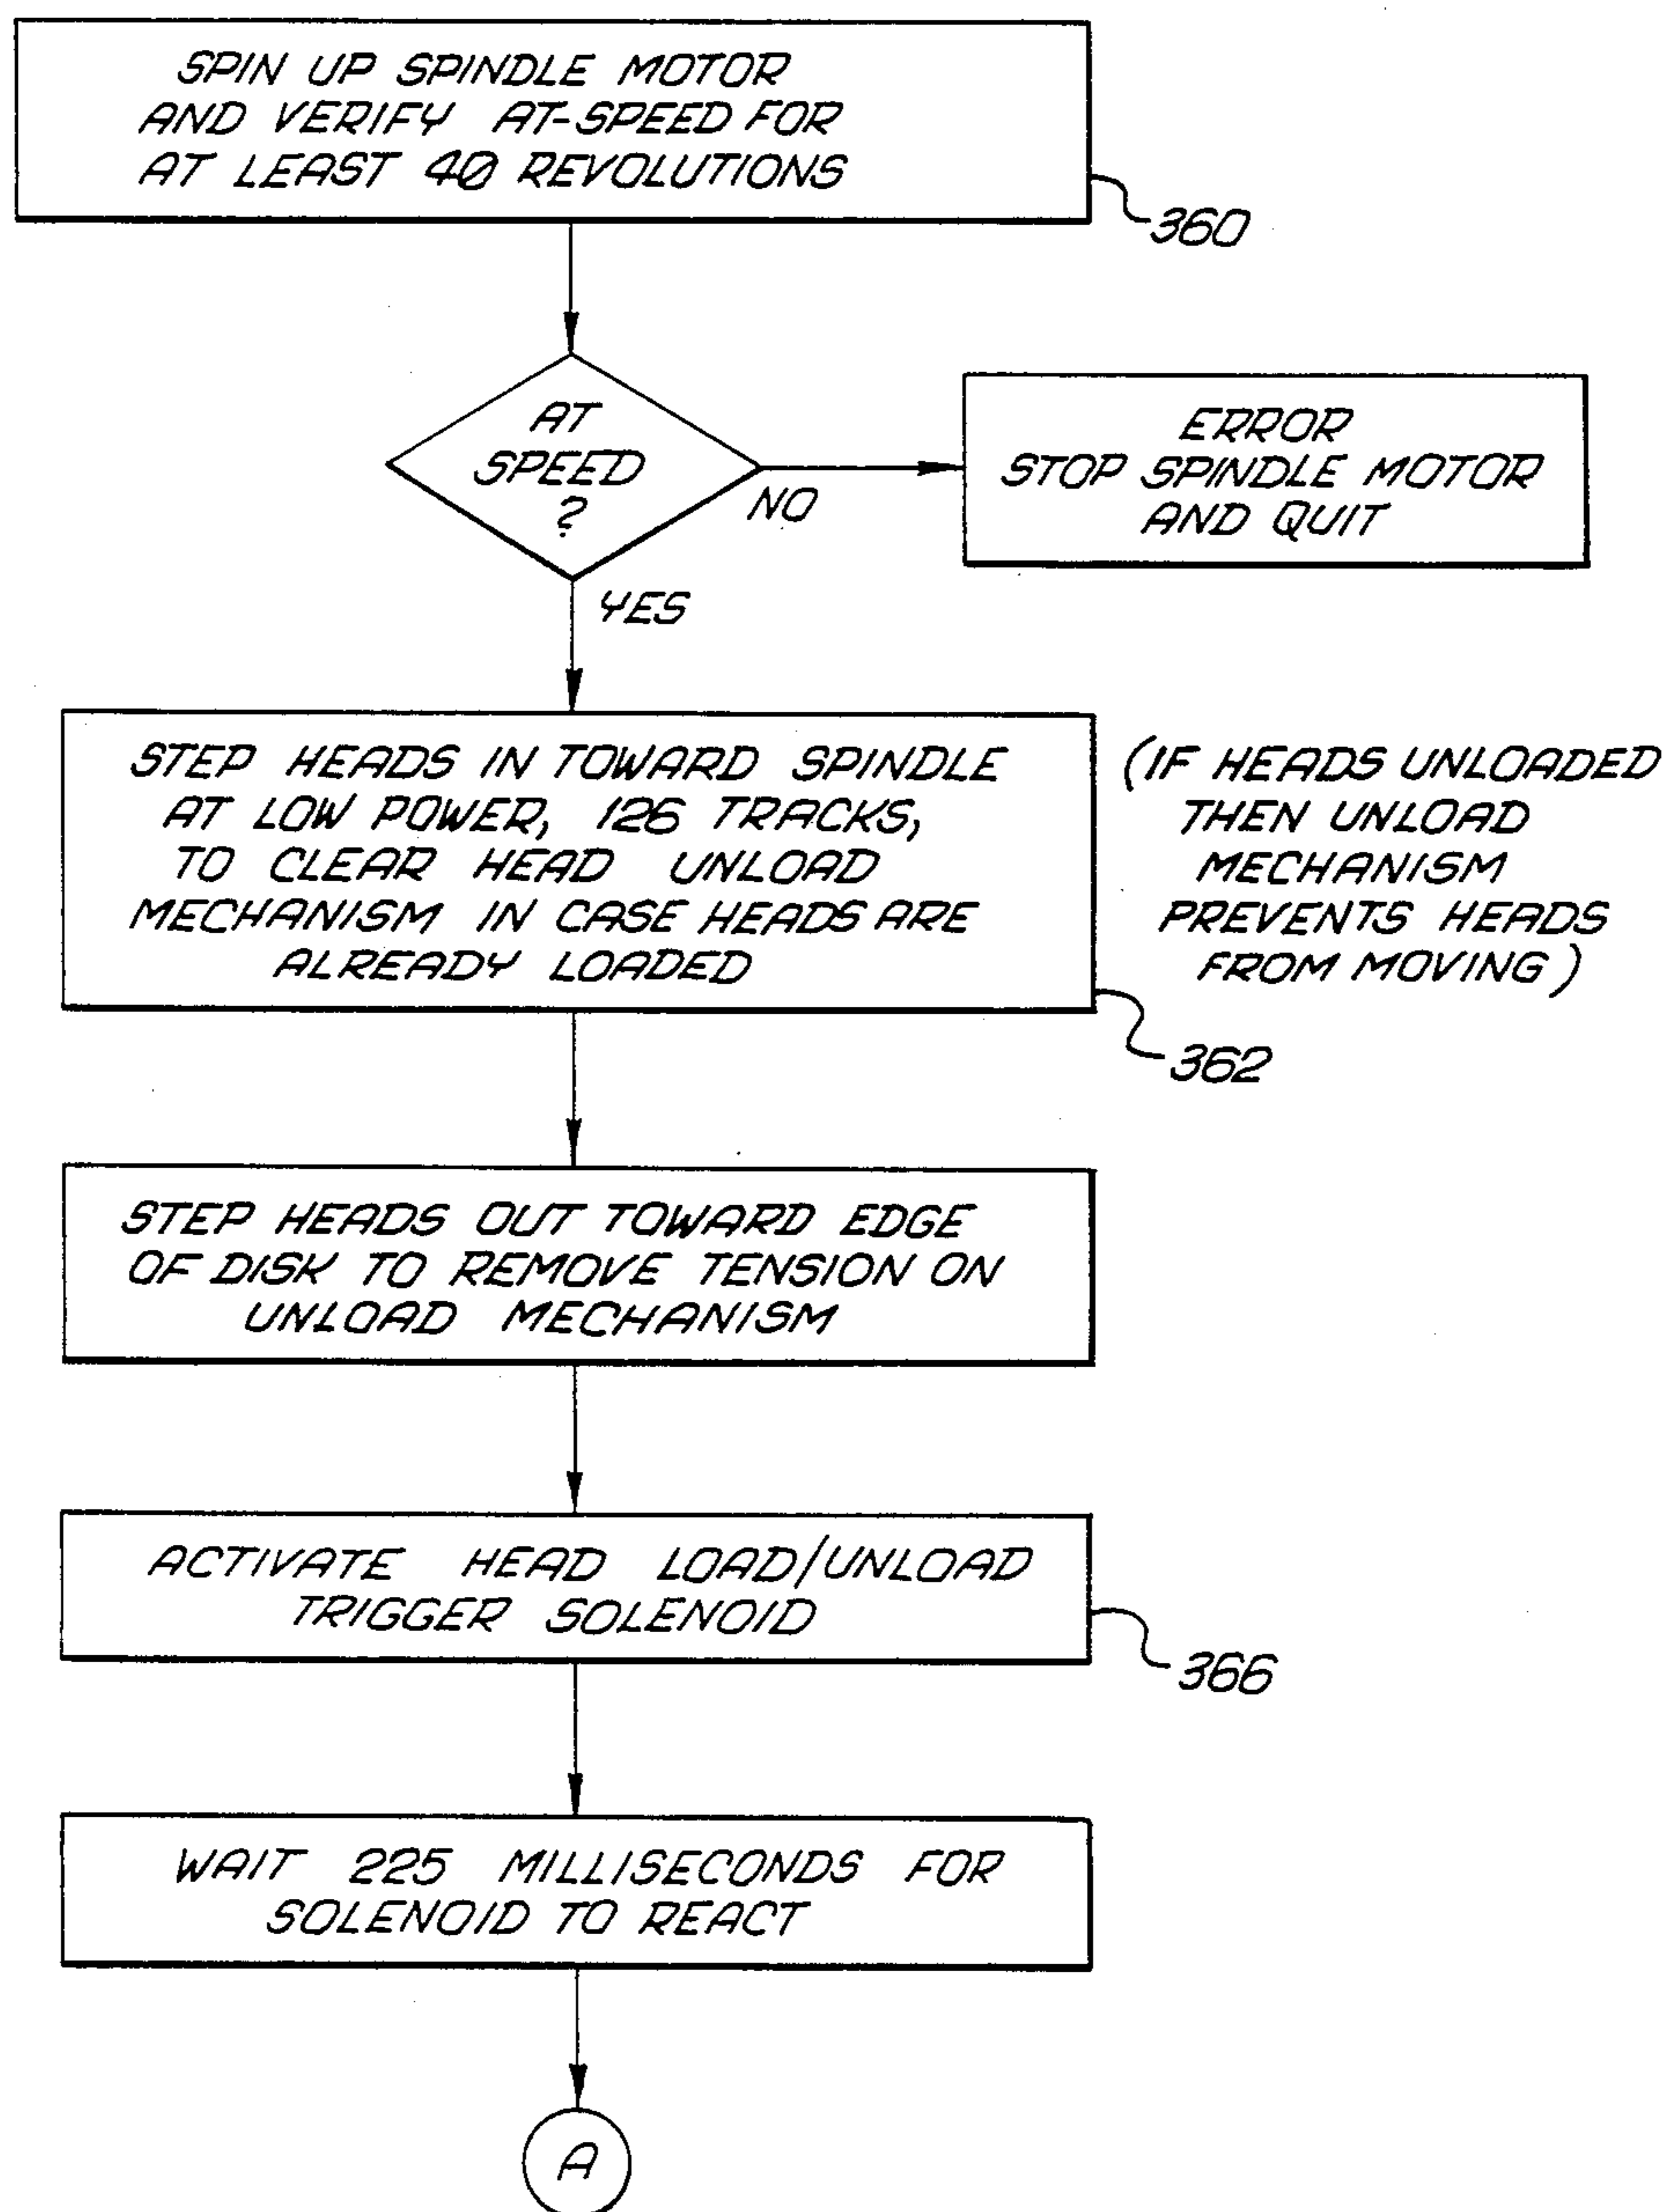 SPIN UP SPINDLE MOTOR
AND VERIFY AT-SPEED FOR
AT LEAST 40 REVOLUTIONS
360
AT
SPEED
?
NO
ERROR
STOP SPINDLE MOTOR
AND QUIT
YES
STEP HEADS IN TOWARD SPINDLE
AT LOW POWER, 126 TRACKS,
TO CLEAR HEAD UNLOAD
MECHANISM IN CASE HEADS ARE
ALREADY LOADED
(IF HEADS UNLOADED
THEN UNLOAD
MECHANISM
PREVENTS HEADS
FROM MOVING)
362
STEP HEADS OUT TOWARD EDGE
OF DISK TO REMOVE TENSION ON
UNLOAD MECHANISM
ACTIVATE HEAD LOAD/UNLOAD
TRIGGER SOLENOID
366
WAIT 225 MILLISECONDS FOR
SOLENOID TO REACT
A